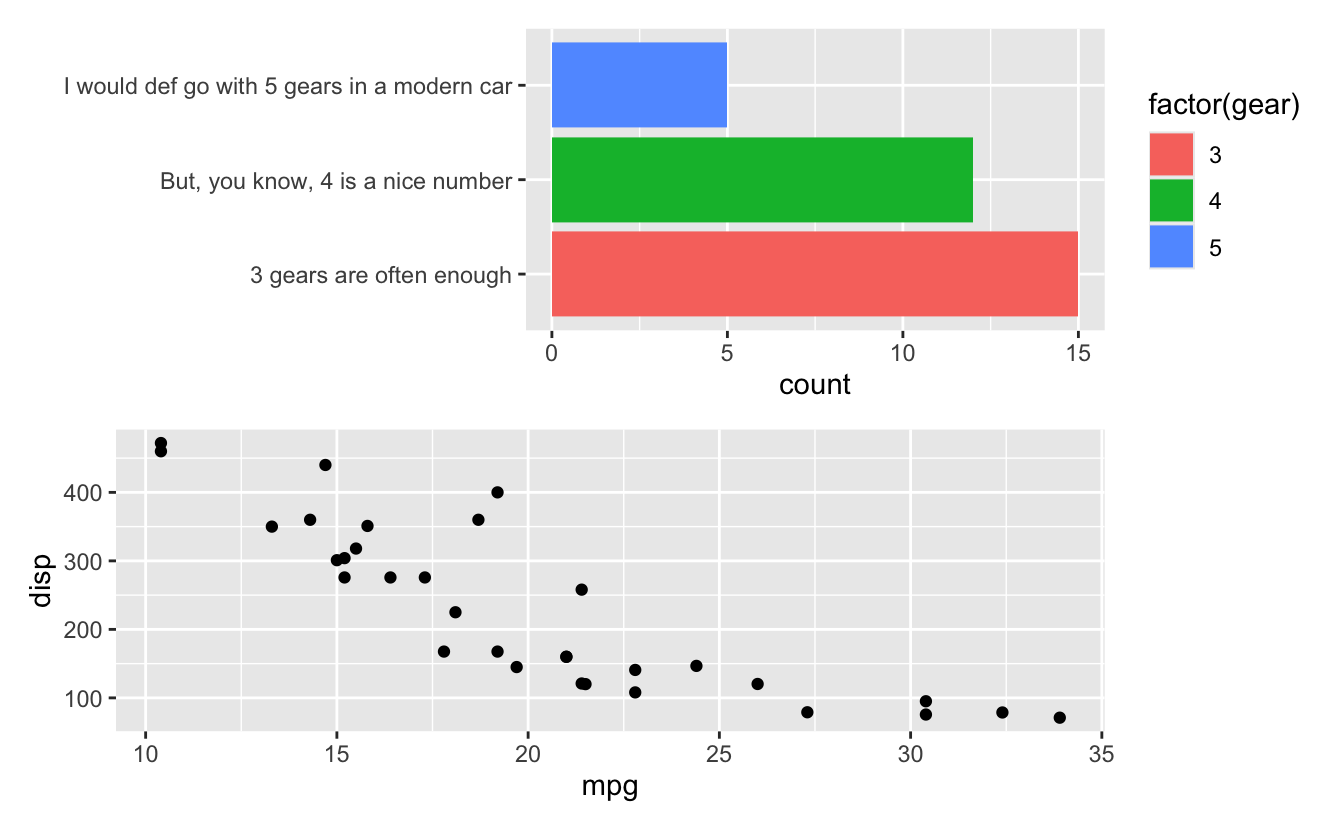 I would def go with 5 gears in a modern car
But, you know, 4 is a nice number
3 gears are often enough
0 5 10 15
count
factor(gear)
3
4
5
400
300
200
100
disp
10 15 20 25 30 35
mpg